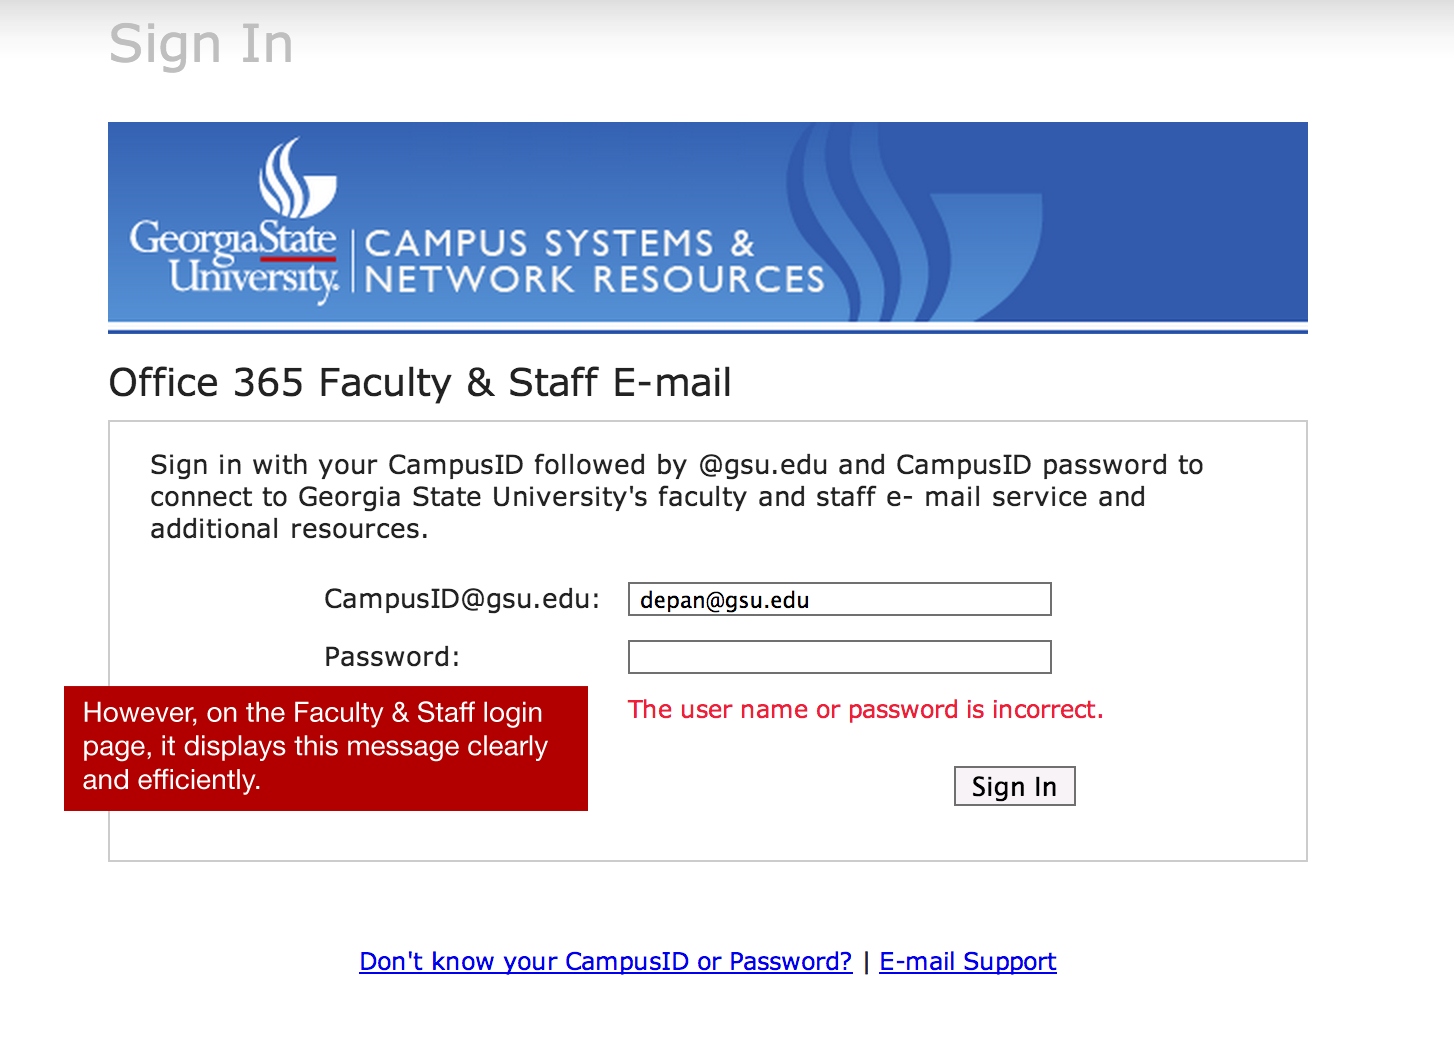 Sign In
GeorgiaState
University.
CAMPUS SYSTEMS &
NETWORK RESOURCES
Office 365 Faculty & Staff E-mail
Sign in with your CampusID followed by @gsu.edu and CampusID password to
connect to Georgia State University's faculty and staff e- mail service and
additional resources.
CampusID@gsu.edu: depan@gsu.edu
Password:
The user name or password is incorrect.
However, on the Faculty & Staff login
page, it displays this message clearly
and efficiently.
Sign In
Don't know your CampusID or Password? | E-mail Support